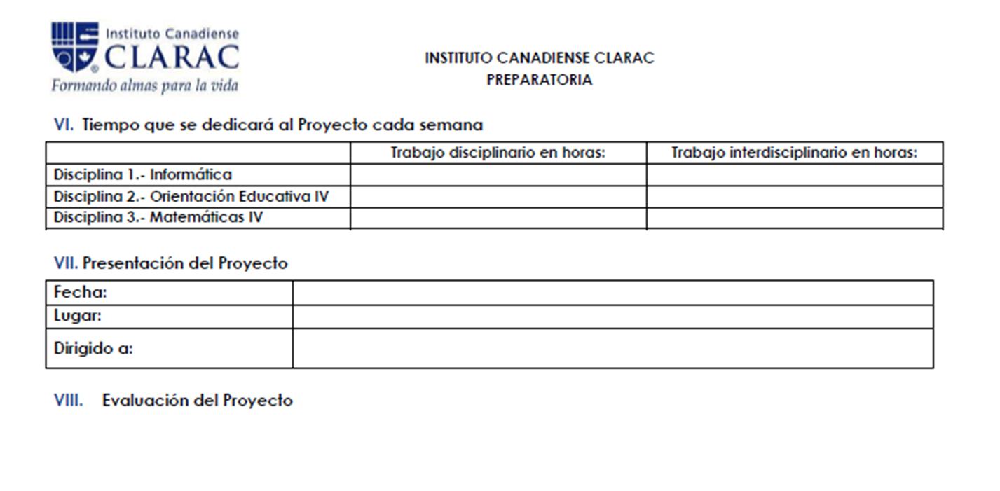 Instituto Canadiense
CLARAC
®
Formando almas para la vida
INSTITUTO CANADIENSE CLARAC
PREPARATORIA
VI. Tiempo que se dedicará al Proyecto cada semana
Trabajo disciplinario en horas: Trabajo interdisciplinario en horas:
Disciplina 1.- Informática
Disciplina 2.- Orientación Educativa IV
Disciplina 3.- Matemáticas IV
VII. Presentación del Proyecto
Fecha:
Lugar:
Dirigido a:
VIII. Evaluación del Proyecto